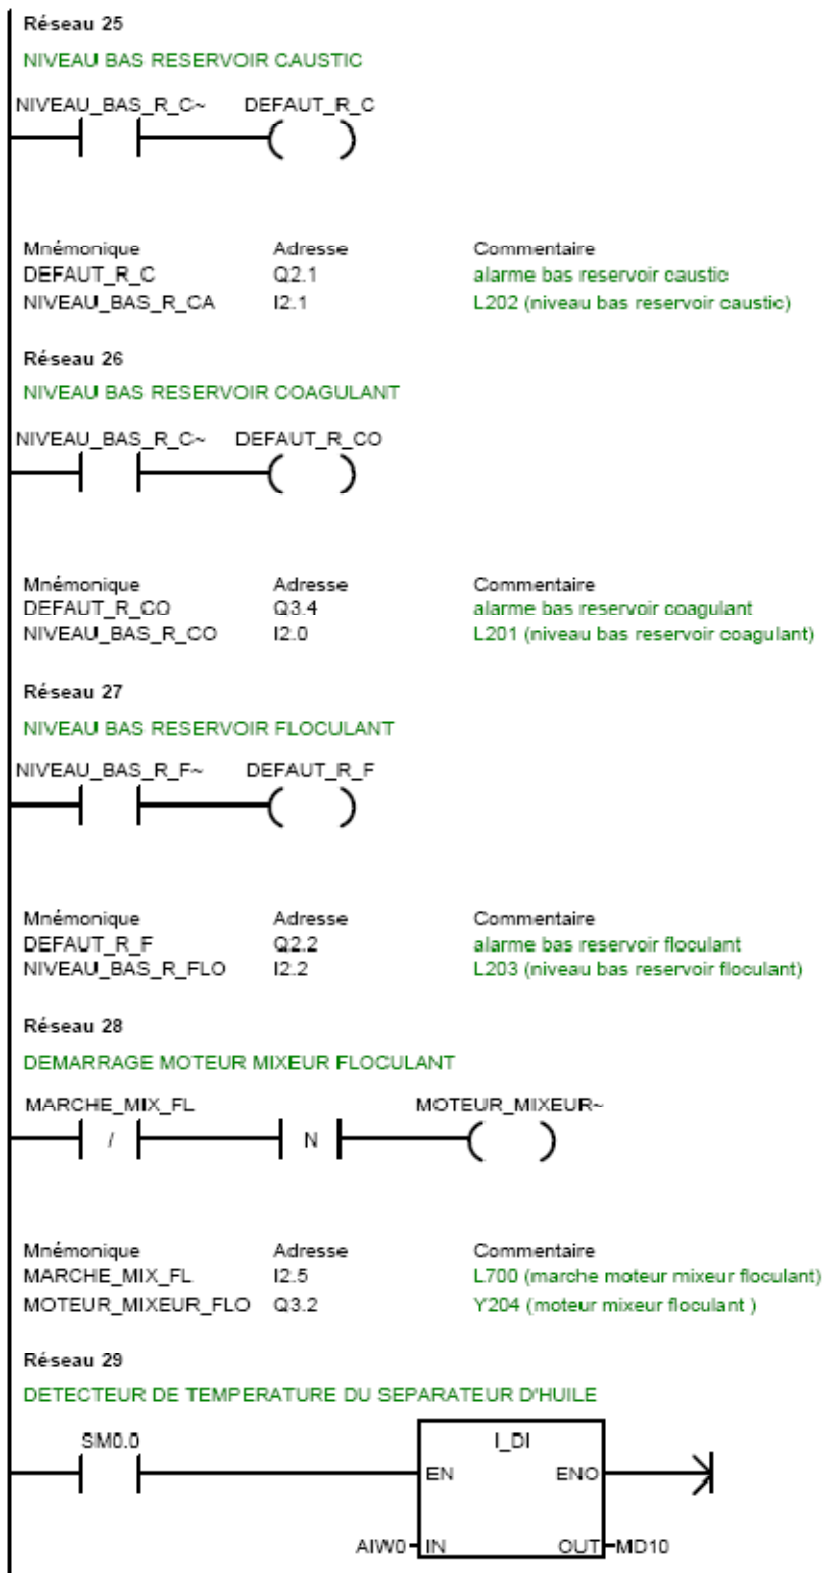 Réseau 25
NIVEAU BAS RESERVOIR CAUSTIC
NIVEAU_BAS_R_C~ DEFAUT_R_C
Mnémonique Adresse Commentaire
DEFAUT_R_C Q2.1 alarme bas reservoir caustic
NIVEAU_BAS_R_CA I2.1 L202 (niveau bas reservoir caustic)
Réseau 26
NIVEAU BAS RESERVOIR COAGULANT
NIVEAU_BAS_R_C~ DEFAUT_R_CO
Mnémonique Adresse Commentaire
DEFAUT_R_CO Q3.4 alarme bas reservoir coagulant
NIVEAU_BAS_R_CO I2.0 L201 (niveau bas reservoir coagulant)
Réseau 27
NIVEAU BAS RESERVOIR FLOCULANT
NIVEAU_BAS_R_F~ DEFAUT_R_F
Mnémonique Adresse Commentaire
DEFAUT_R_F Q2.2 alarme bas reservoir floculant
NIVEAU_BAS_R_FLO I2.2 L203 (niveau bas reservoir floculant)
Réseau 28
DEMARRAGE MOTEUR MIXEUR FLOCULANT
MARCHE_MIX_FL MOTEUR_MIXEUR~
/ N
Mnémonique Adresse Commentaire
MARCHE_MIX_FL I2.5 L700 (marche moteur mixeur floculant)
MOTEUR_MIXEUR_FLO Q3.2 Y204 (moteur mixeur floculant )
Réseau 29
DETECTEUR DE TEMPERATURE DU SEPARATEUR D'HUILE
SM0.0 I_DI
EN ENO
AIW0 IN OUT MD10